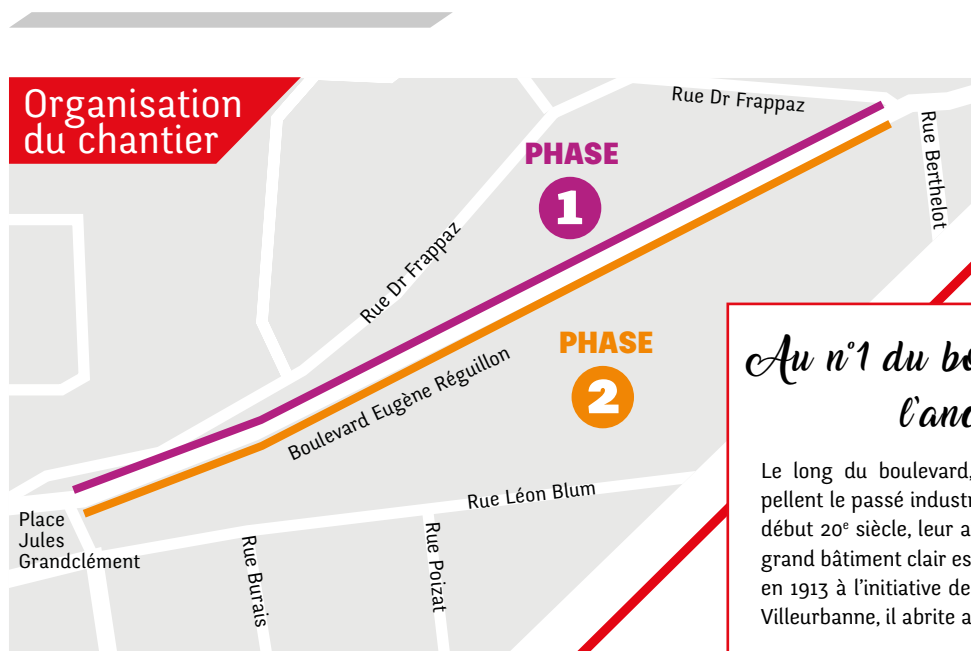 Organisation
du chantier
Rue Dr Frappaz
Rue Berthelot
PHASE
1
Rue Dr Frappaz
PHASE
2
Boulevard Eugène Réguillon
Rue Léon Blum
Place
Jules
Grandclément
Rue Burais
Rue Poizat
Au n°1 du bo
l'anc
Le long du boulevard,
pellent le passé industr
début 20e siècle, leur a
grand bâtiment clair es
en 1913 à l'initiative de
Villeurbanne, il abrite a